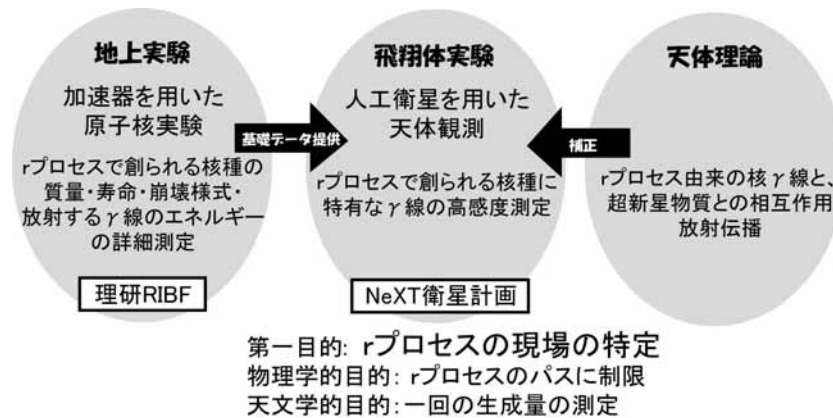 地上実験
加速器を用いた
原子核実験
rプロセスで創られる核種の
質量・寿命・崩壊様式・
放射するγ線のエネルギー
の詳細測定
理研RIBF
基礎データ提供
飛翔体実験
人工衛星を用いた
天体観測
rプロセスで創られる核種に
特有なγ線の高感度測定
NeXT衛星計画
補正
天体理論
rプロセス由来の核γ線と、
超新星物質との相互作用
放射伝播
第一目的: rプロセスの現場の特定
物理学的目的: rプロセスのパスに制限
天文学的目的: 一回の生成量の測定